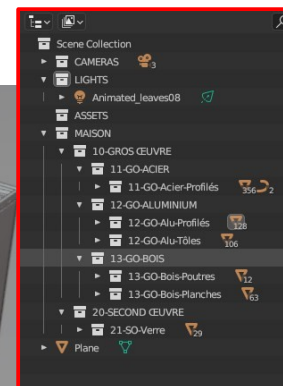 Scene Collection
CAMERAS 3
LIGHTS
Animated_leaves08
ASSETS
MAISON
10-GROS ŒUVRE
11-GO-ACIER
11-GO-Acier-Profilés 356 2
12-GO-ALUMINIUM
12-GO-Alu-Profilés 128
12-GO-Alu-Tôles 106
13-GO-BOIS
13-GO-Bois-Poutres 12
13-GO-Bois-Planches 63
20-SECOND ŒUVRE
21-SO-Verre 29
Plane